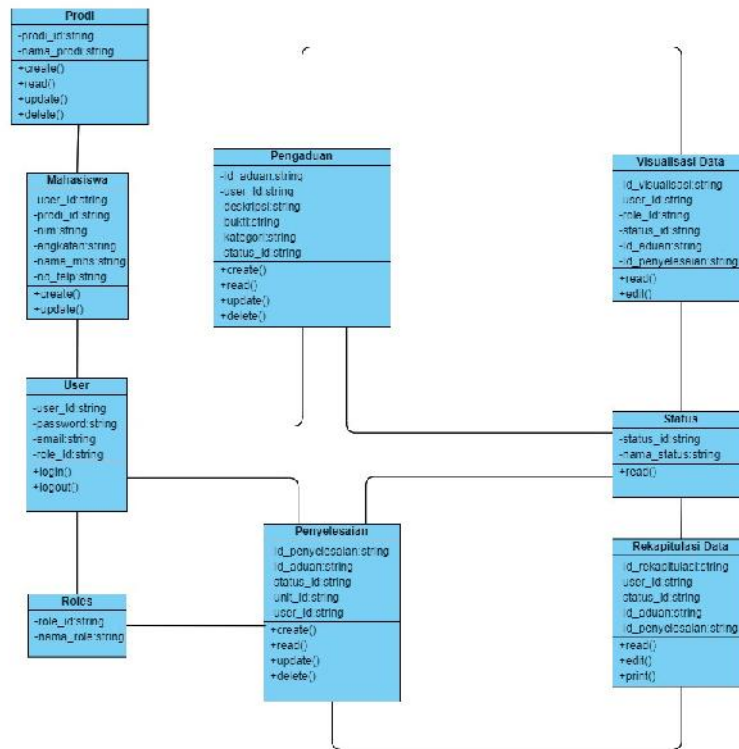 Prodi
-prodi_id:string
-nama_prodi:string
+create()
+read()
+update()
+delete()
Mahasiswa
user_id:string
-prodi_id:string
-nim:string
-angkatan:string
-nama_mhs:string
-no_telp:string
+create()
+update()
User
-user_id:string
-password:string
-email:string
-role_id:string
+login()
+logout()
Roles
-role_id:string
-nama_role:string
Pengaduan
-id_aduan:string
-user_id:string
deskripsi:string
bukti:string
kategori:string
status_id:string
+create()
+read()
+update()
+delete()
Penyelesaian
id_penyelesaian:string
id_aduan:string
status_id:string
unit_id:string
user_id:string
+create()
+read()
+update()
+delete()
Visualisasi Data
id_visualisasi:string
user_id:string
-role_id:string
-status_id:string
-id_aduan:string
-id_penyelesaian:string
+read()
+edit()
Status
-status_id:string
-nama_status:string
+read()
Rekapitulasi Data
id_rekapitulasi:string
user_id:string
status_id:string
id_aduan:string
id_penyelesaian:string
+read()
+edit()
+print()